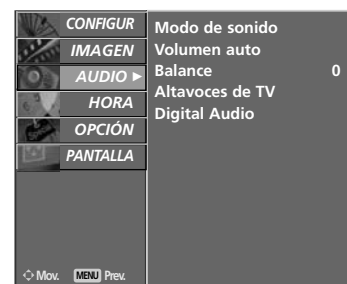 CONFIGUR
IMAGEN
AUDIO ►
HORA
OPCIÓN
PANTALLA
Modo de sonido
Volumen auto
Balance 0
Altavoces de TV
Digital Audio
Mov. MENU Prev.